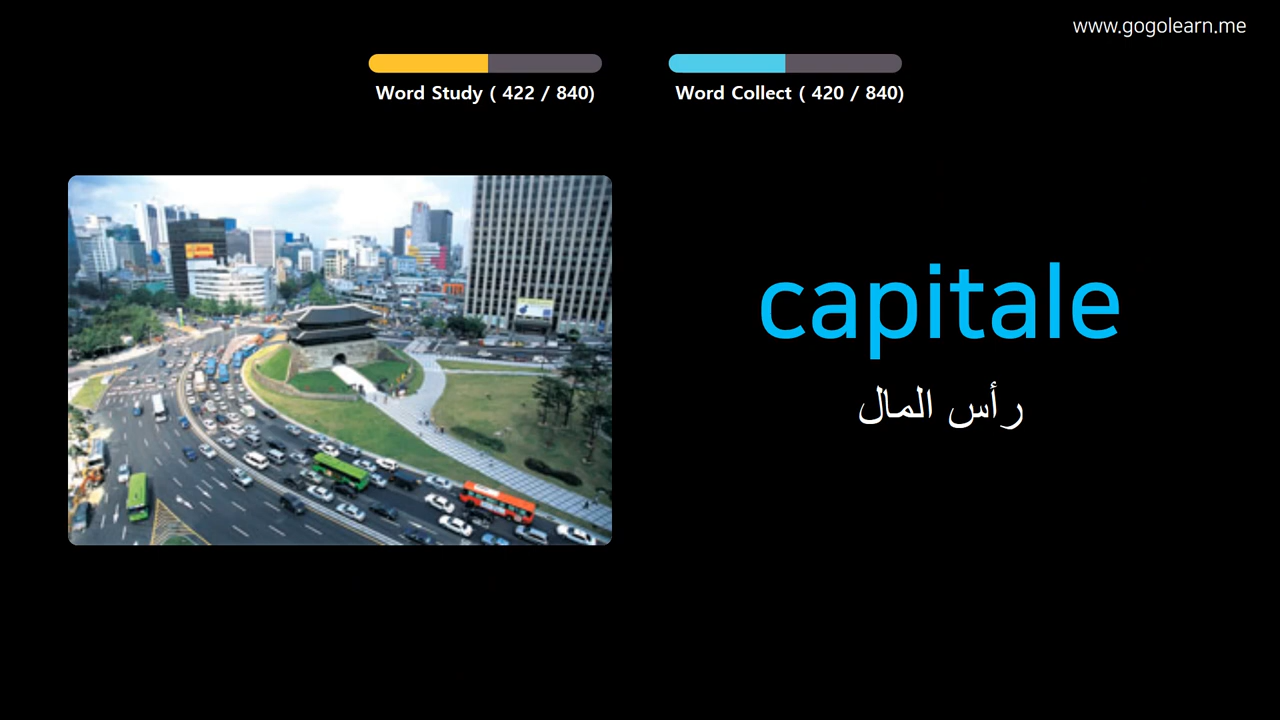 www.gogolearn.me
Word Study ( 422 / 840)
Word Collect ( 420 / 840)
capitale
رأس المال